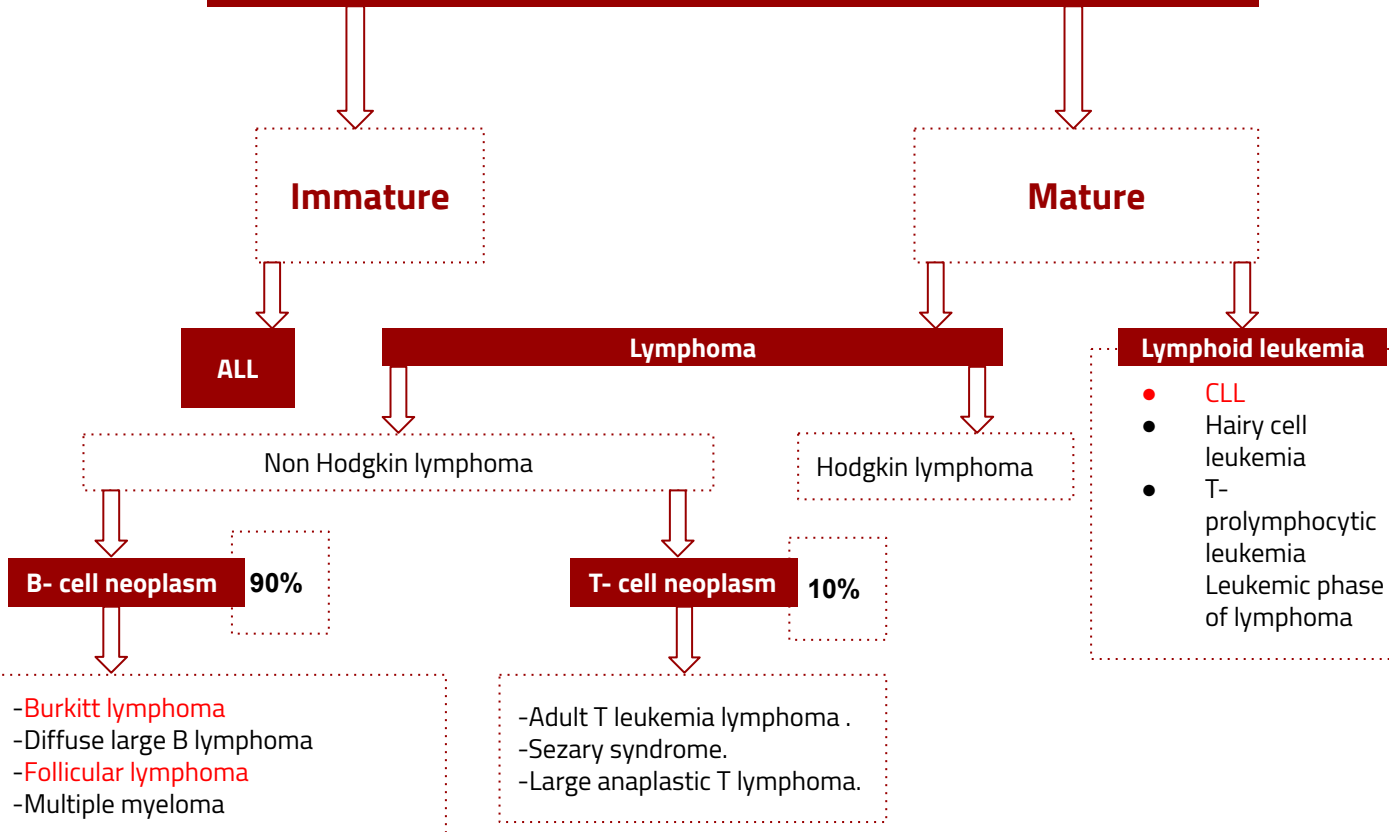 Immature
Mature
ALL
Lymphoma
Lymphoid leukemia
● CLL
● Hairy cell
leukemia
● T-
prolymphocytic
leukemia
Leukemic phase
of lymphoma
Non Hodgkin lymphoma
Hodgkin lymphoma
B- cell neoplasm
90%
T- cell neoplasm
10%
-Burkitt lymphoma
-Diffuse large B lymphoma
-Follicular lymphoma
-Multiple myeloma
-Adult T leukemia lymphoma .
-Sezary syndrome.
-Large anaplastic T lymphoma.